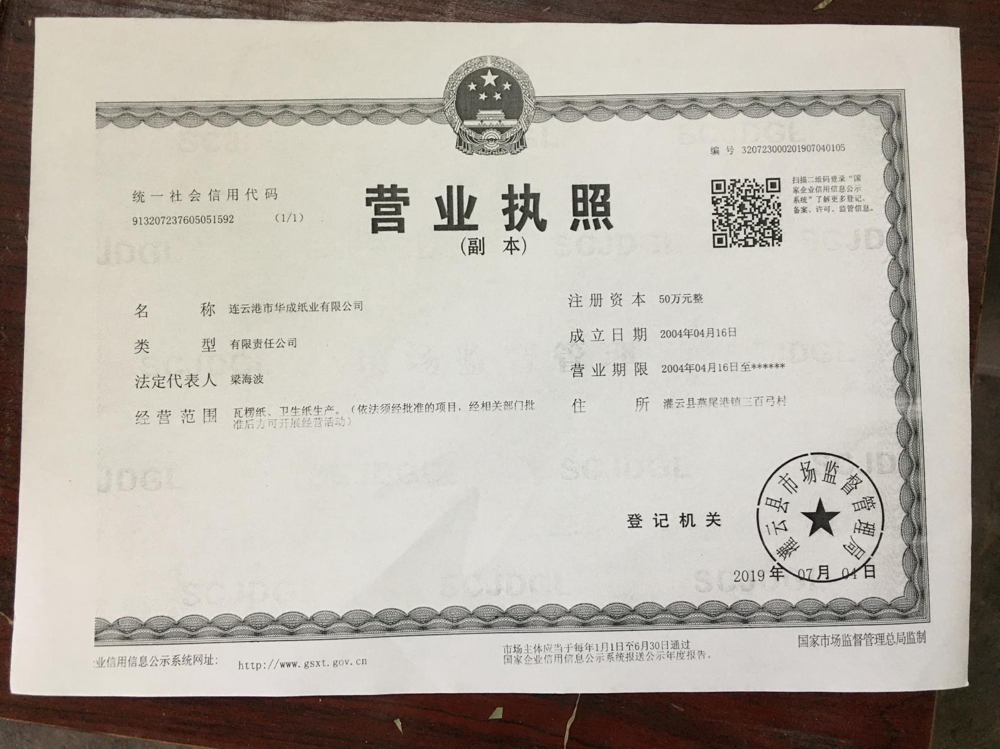 编 号 320723000201907040105
统一社会信用代码
913207237605051592 (1/1)
营业执照
(副 本)
扫描二维码登录“国
家企业信用信息公示
系统”了解更多登记、
备案、许可、监管信息。
名 称 连云港市华成纸业有限公司
类 型 有限责任公司
法定代表人 梁海波
经营范围 瓦楞纸、卫生纸生产。(依法须经批准的项目，经相关部门批
准后方可开展经营活动)
注册资本 50万元整
成立日期 2004年04月16日
营业期限 2004年04月16日至******
住 所 灌云县燕尾港镇三百弓村
登记机关
灌云县市场监督管理局
2019 年 07 月 04 日
业信用信息公示系统网址: http://www.gsxt.gov.cn
市场主体应当于每年1月1日至6月30日通过
国家企业信用信息公示系统报送公示年度报告。
国家市场监督管理总局监制
SCJDGL